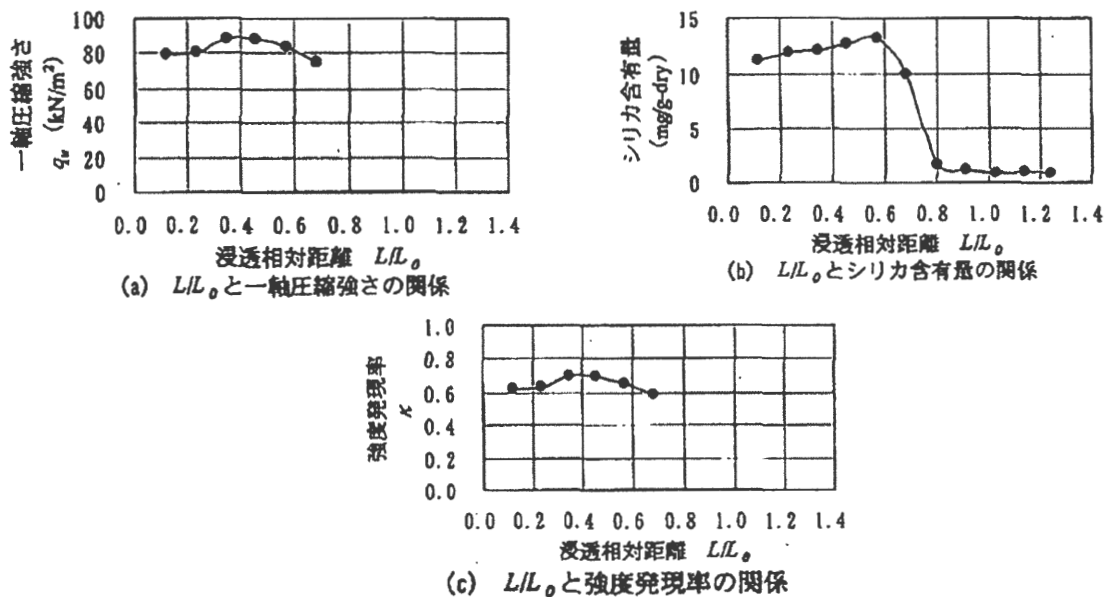 一軸圧縮強さ
q_u (kN/m²)
100
80
60
40
20
0
0.0 0.2 0.4 0.6 0.8 1.0 1.2 1.4
浸透相対距離 L/L₀
(a) L/L₀と一軸圧縮強さの関係
シリカ含有量
(mg/g-dry)
15
10
5
0
0.0 0.2 0.4 0.6 0.8 1.0 1.2 1.4
浸透相対距離 L/L₀
(b) L/L₀とシリカ含有量の関係
強度発現率
κ
1.0
0.8
0.6
0.4
0.2
0.0
0.0 0.2 0.4 0.6 0.8 1.0 1.2 1.4
浸透相対距離 L/L₀
(c) L/L₀と強度発現率の関係